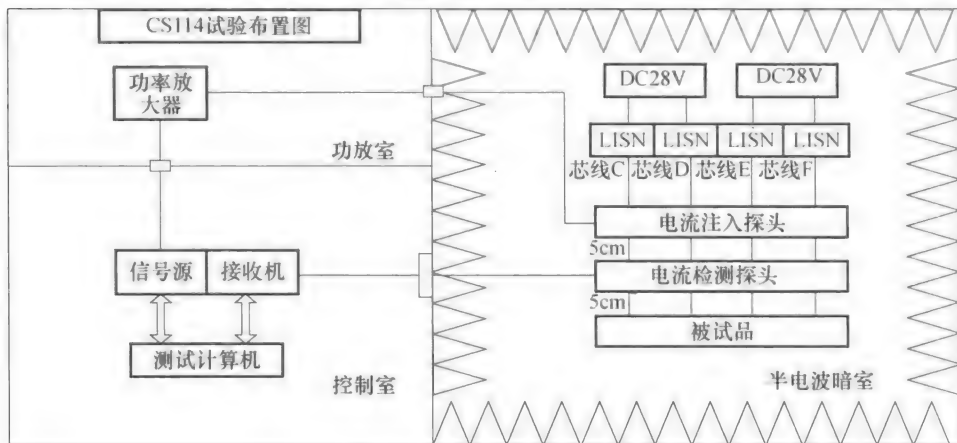 CS114试验布置图
功率放
大器
功放室
信号源 接收机
测试计算机
控制室
DC28V DC28V
LISN LISN LISN LISN
芯线C 芯线D 芯线E 芯线F
电流注入探头
5cm
电流检测探头
5cm
被试品
半电波暗室